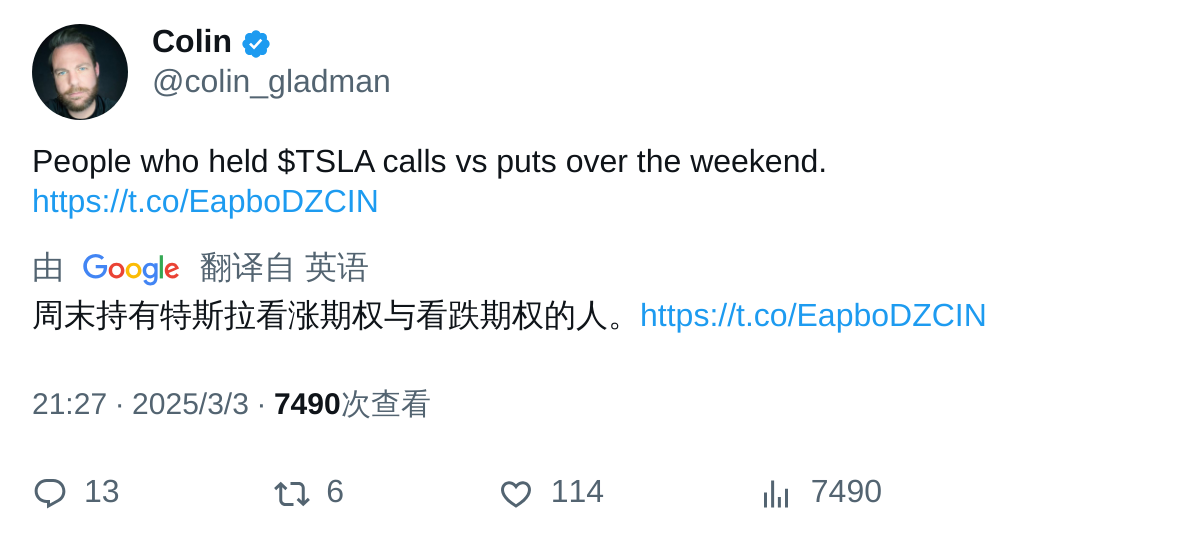 Colin
@colin_gladman
People who held $TSLA calls vs puts over the weekend.
https://t.co/EapboDZCIN
由 Google 翻译自 英语
周末持有特斯拉看涨期权与看跌期权的人。https://t.co/EapboDZCIN
21:27 · 2025/3/3 · 7490次查看
13 6 114 7490